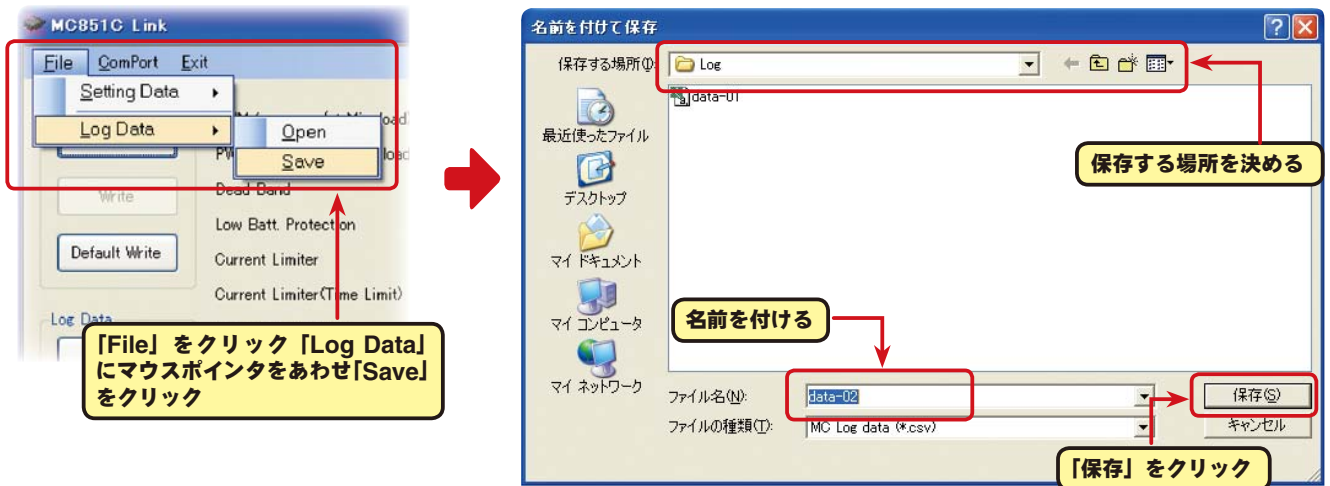 MC851C Link
File ComPort Exit
Setting Data
Log Data
Open
Save
Write
Default Write
Dead Band
Low Batt. Protection
Current Limiter
Current Limiter(Time Limit)
Log Data
「File」をクリック「Log Data」
にマウスポインタをあわせ「Save」
をクリック
名前を付けて保存
保存する場所(I):
Log
data-01
最近使ったファイル
デスクトップ
マイ ドキュメント
マイ コンピュータ
マイ ネットワーク
保存する場所を決める
名前を付ける
ファイル名(N):
data-02
保存(S)
ファイルの種類(T):
MC Log data (*.csv)
キャンセル
「保存」をクリック